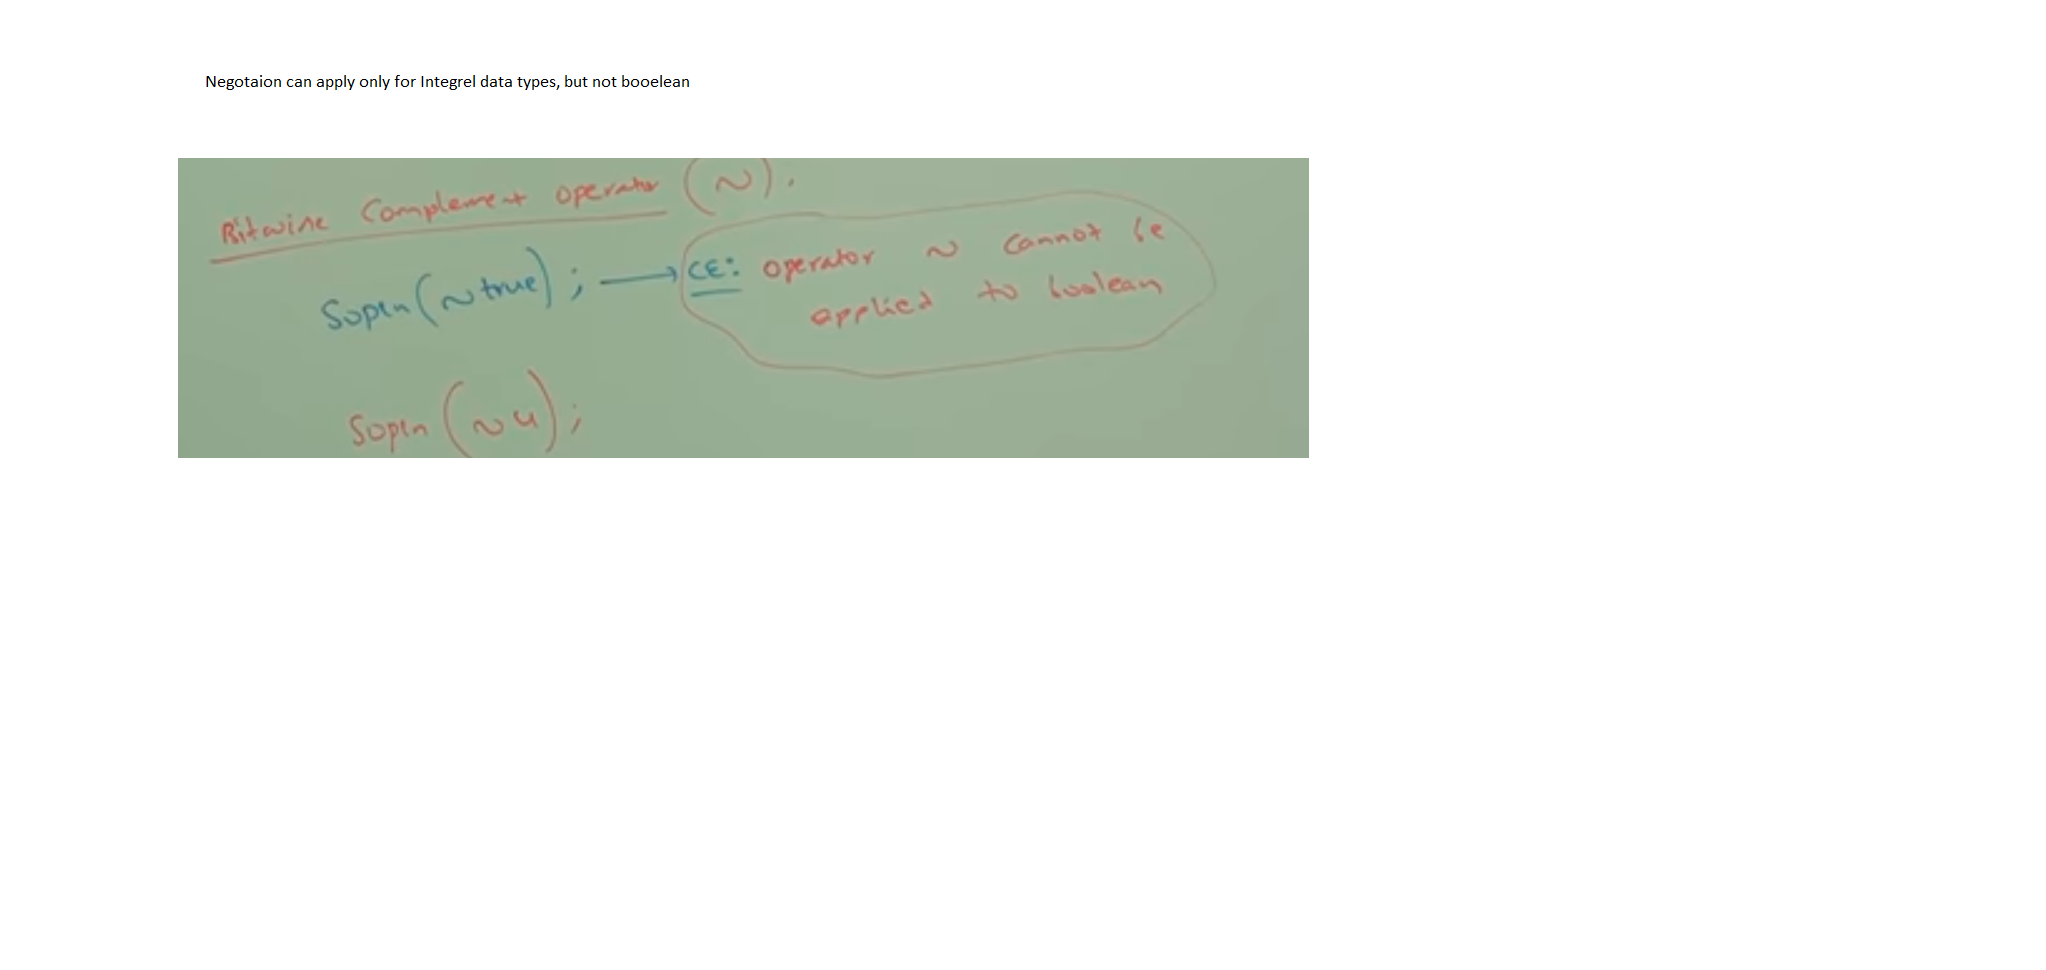 Negotaion can apply only for Integrel data types, but not booelean
Bitwise Complement operator (~).
Sopln(~true); → CE: operator ~ cannot be
applied to boolean
Sopln(~4);